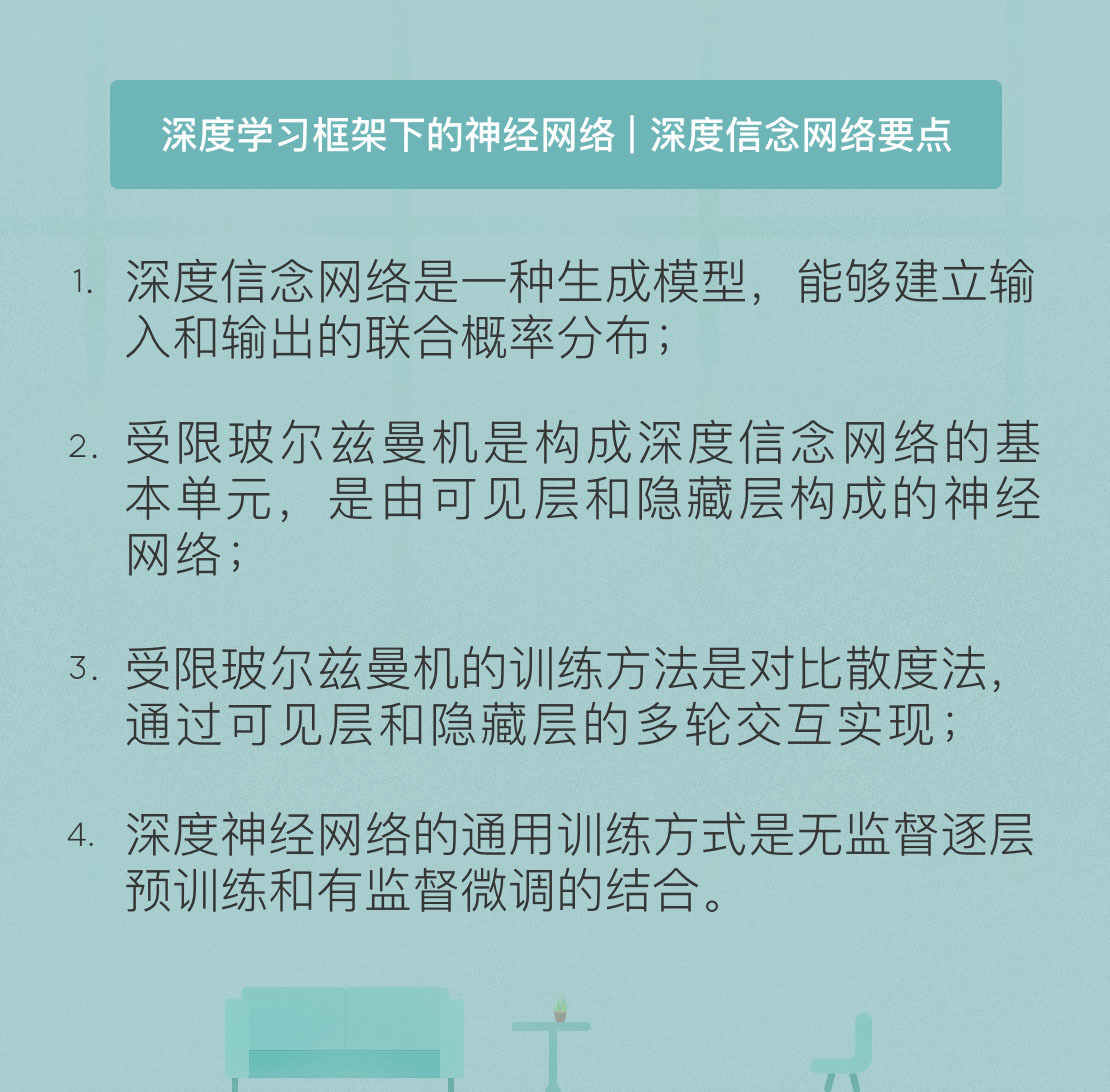 深度学习框架下的神经网络｜深度信念网络要点
1. 深度信念网络是一种生成模型，能够建立输
入和输出的联合概率分布；
2. 受限玻尔兹曼机是构成深度信念网络的基
本单元，是由可见层和隐藏层构成的神经
网络；
3. 受限玻尔兹曼机的训练方法是对比散度法，
通过可见层和隐藏层的多轮交互实现；
4. 深度神经网络的通用训练方式是无监督逐层
预训练和有监督微调的结合。